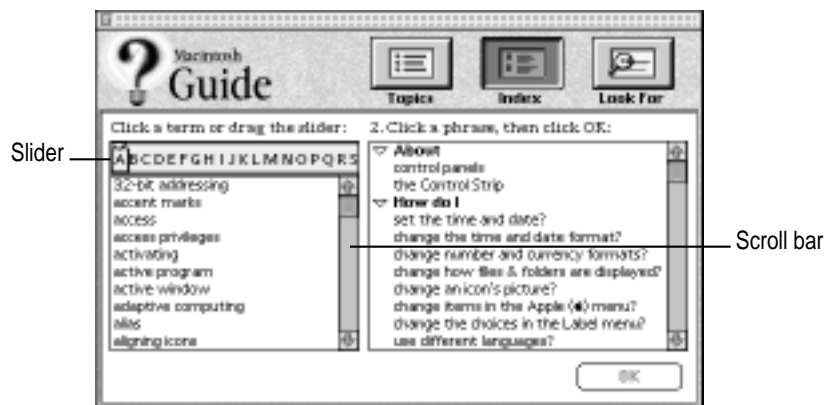 Macintosh
Guide
Topics
Index
Look For
Click a term or drag the slider:
2. Click a phrase, then click OK:
Slider
A B C D E F G H I J K L M N O P Q R S
32-bit addressing
accent marks
access
access privileges
activating
active program
active window
adaptive computing
alias
aligning icons
About
control panels
the Control Strip
How do I
set the time and date?
change the time and date format?
change number and currency formats?
change how files & folders are displayed?
change an icon's picture?
change items in the Apple () menu?
change the choices in the Label menu?
use different languages?
Scroll bar
OK